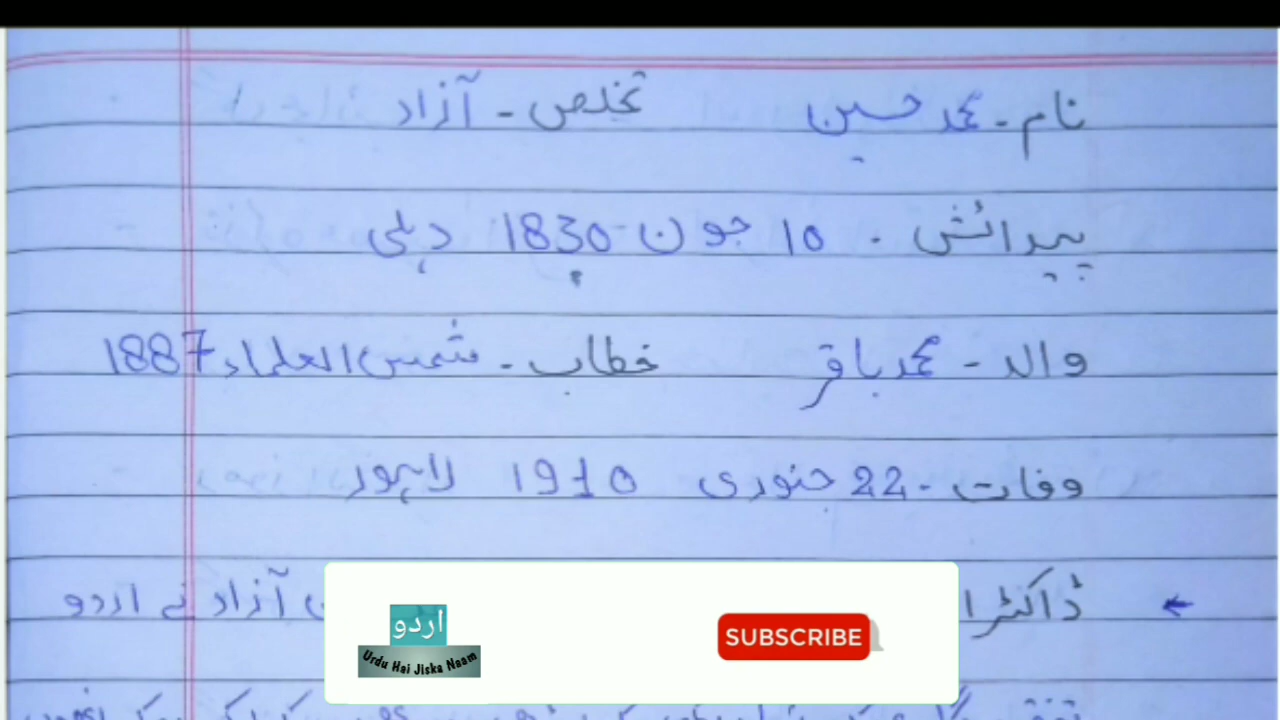 نام - محمد حسین تخلص - آزاد
پیدائش . 10 جون 1830 دہلی
والد - محمد باقر خطاب - شمس العلماء 1887
وفات - 22 جنوری 1910 لاہور
ڈاکٹر ا آزاد نے اردو
اردو
Urdu Hai Jiska Naam
SUBSCRIBE